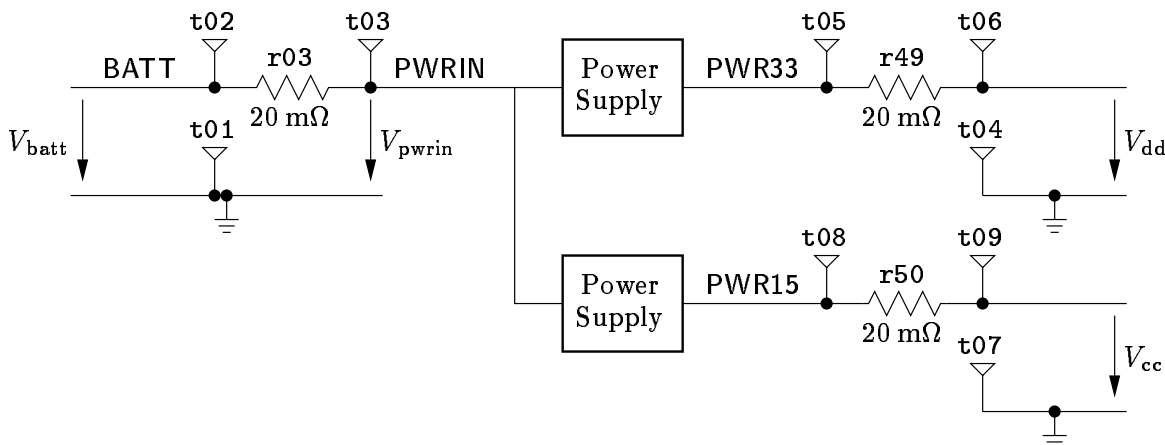 t02
t03
t05
t06
BATT
r03
PWRIN
Power
Supply
PWR33
r49
20 mΩ
20 mΩ
t01
t04
V_batt
V_pwrin
V_dd
t08
t09
Power
Supply
PWR15
r50
20 mΩ
t07
V_cc